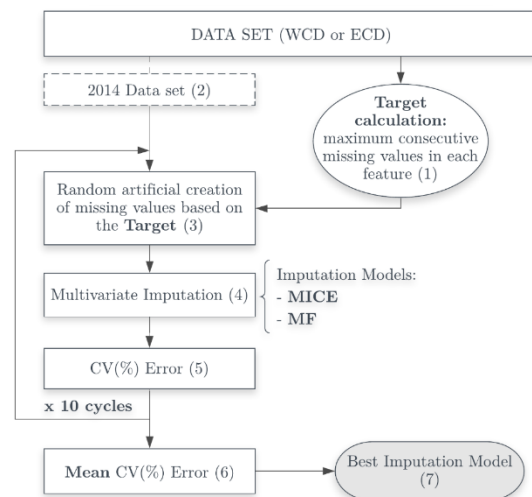 DATA SET (WCD or ECD)
2014 Data set (2)
Target
calculation:
maximum consecutive
missing values in each
feature (1)
Random artificial creation
of missing values based on
the Target (3)
Multivariate Imputation (4)
Imputation Models:
- MICE
- MF
CV(%) Error (5)
x 10 cycles
Mean CV(%) Error (6)
Best Imputation Model
(7)